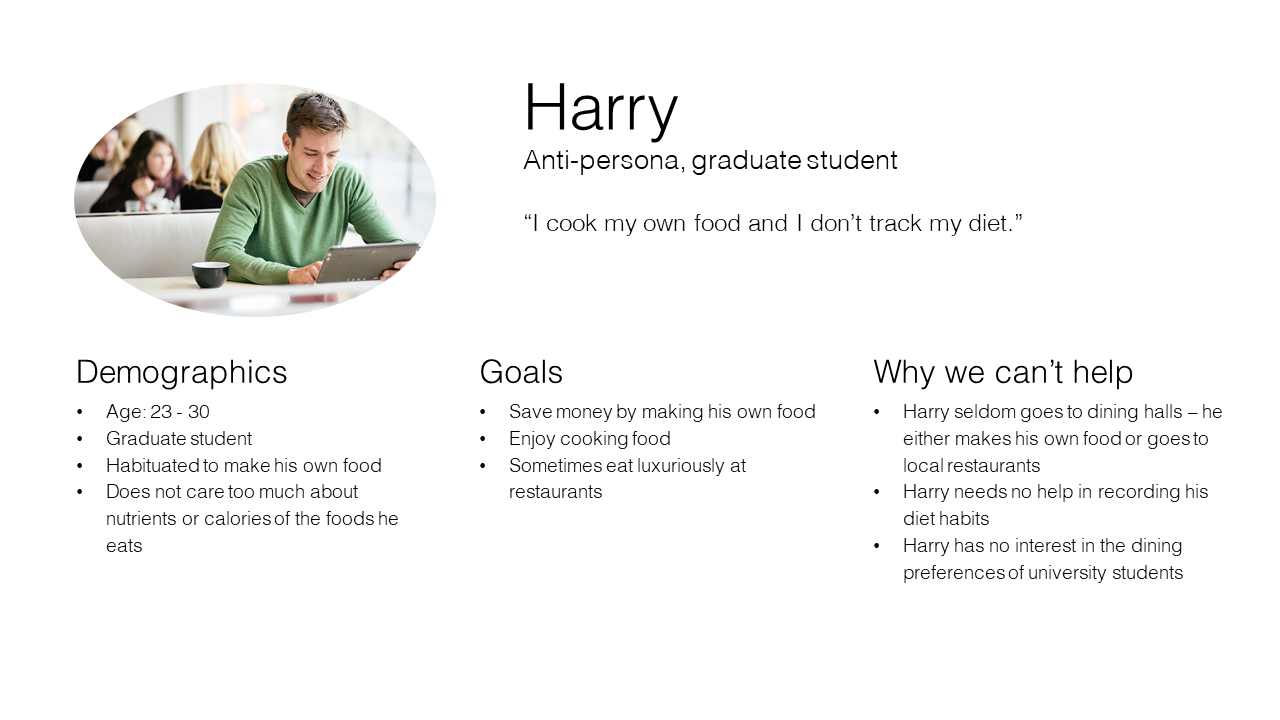 Harry
Anti-persona, graduate student
“I cook my own food and I don’t track my diet.”
Demographics
• Age: 23 - 30
• Graduate student
• Habituated to make his own food
• Does not care too much about
nutrients or calories of the foods he
eats
Goals
• Save money by making his own food
• Enjoy cooking food
• Sometimes eat luxuriously at
restaurants
Why we can’t help
• Harry seldom goes to dining halls – he
either makes his own food or goes to
local restaurants
• Harry needs no help in recording his
diet habits
• Harry has no interest in the dining
preferences of university students